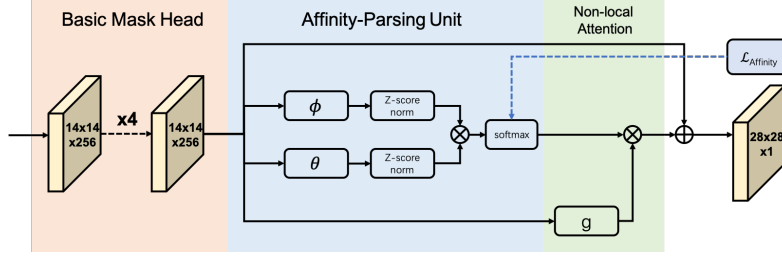 Basic Mask Head
Affinity-Parsing Unit
Non-local
Attention
ℒAffinity
14x14
x256
x4
14x14
x256
ϕ
Z-score
norm
softmax
θ
Z-score
norm
g
28x28
x1